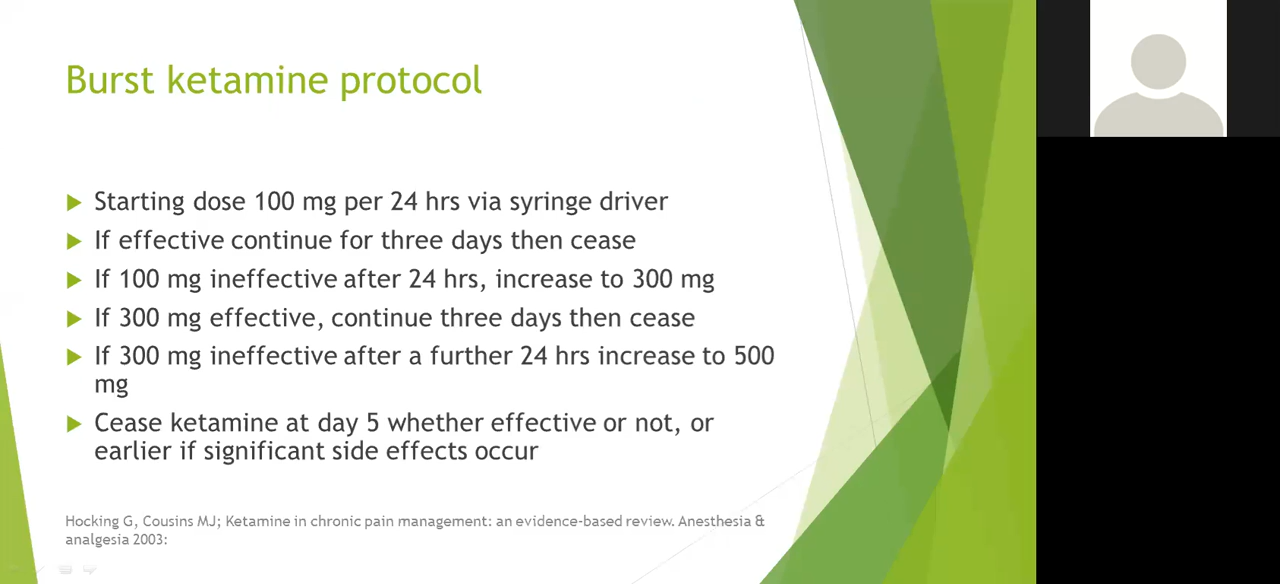 Burst ketamine protocol
Starting dose 100 mg per 24 hrs via syringe driver
If effective continue for three days then cease
If 100 mg ineffective after 24 hrs, increase to 300 mg
If 300 mg effective, continue three days then cease
If 300 mg ineffective after a further 24 hrs increase to 500
mg
Cease ketamine at day 5 whether effective or not, or
earlier if significant side effects occur
Hocking G, Cousins MJ; Ketamine in chronic pain management: an evidence-based review. Anesthesia &
analgesia 2003: